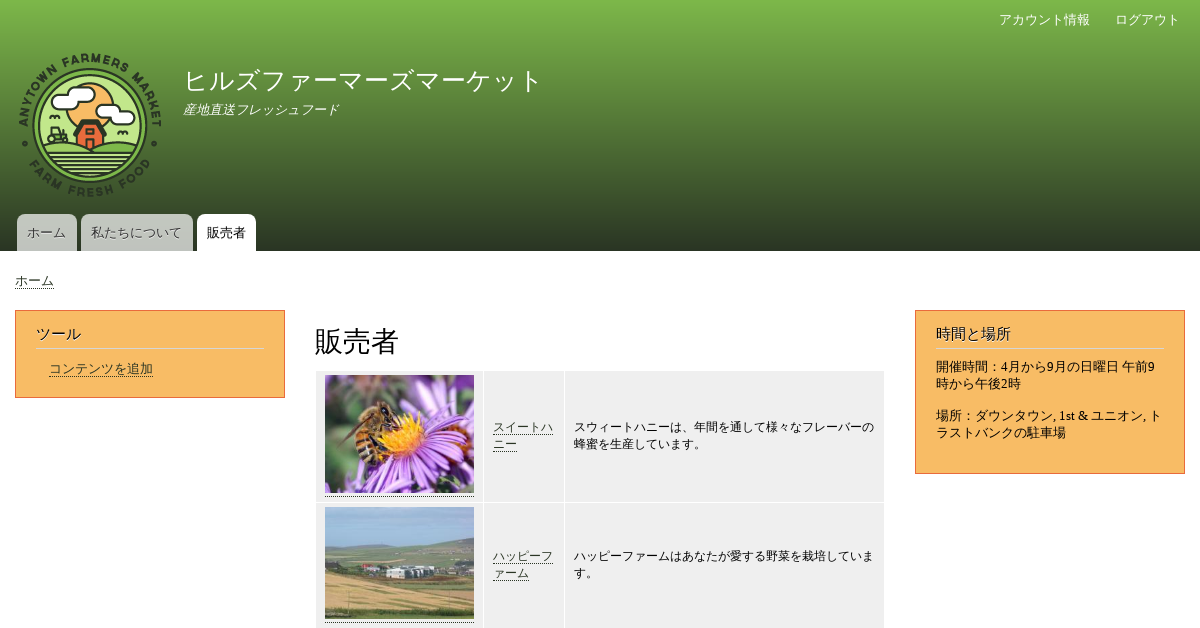 アカウント情報 ログアウト
ANYTOWN FARMERS MARKET
FARM FRESH FOOD
ヒルズファーマーズマーケット
産地直送フレッシュフード
ホーム 私たちについて 販売者
ホーム
ツール
コンテンツを追加
販売者
スイートハ
ニー
スウィートハニーは、年間を通して様々なフレーバーの
蜂蜜を生産しています。
ハッピーフ
ァーム
ハッピーファームはあなたが愛する野菜を栽培していま
す。
時間と場所
開催時間：4月から9月の日曜日 午前9
時から午後2時
場所：ダウンタウン, 1st & ユニオン, ト
ラストバンクの駐車場